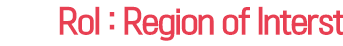 RoI : Region of Interst